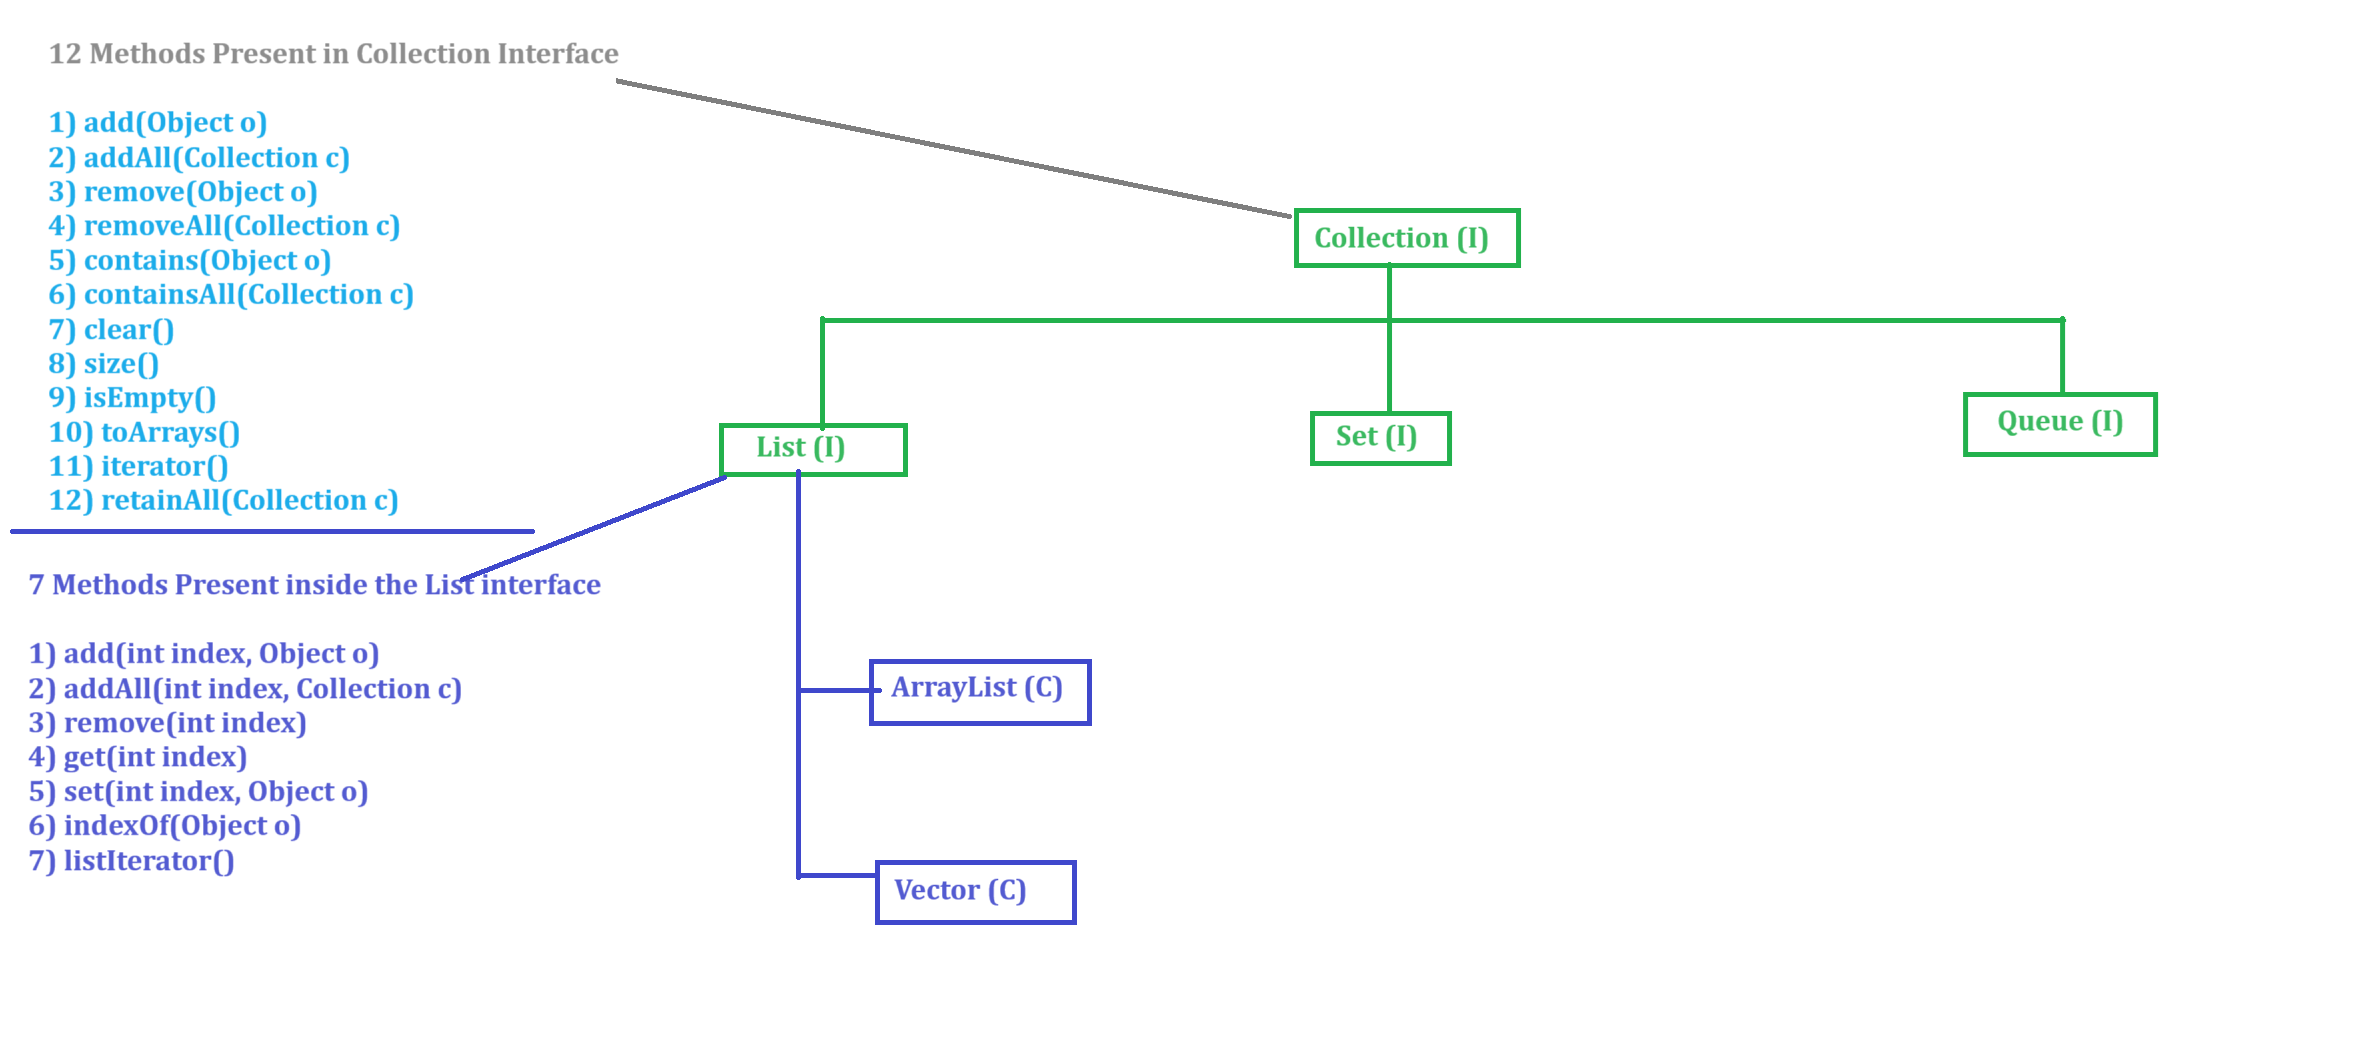 12 Methods Present in Collection Interface
1) add(Object o)
2) addAll(Collection c)
3) remove(Object o)
4) removeAll(Collection c)
5) contains(Object o)
6) containsAll(Collection c)
7) clear()
8) size()
9) isEmpty()
10) toArrays()
11) iterator()
12) retainAll(Collection c)
7 Methods Present inside the List interface
1) add(int index, Object o)
2) addAll(int index, Collection c)
3) remove(int index)
4) get(int index)
5) set(int index, Object o)
6) indexOf(Object o)
7) listIterator()
Collection (I)
List (I)
Set (I)
Queue (I)
ArrayList (C)
Vector (C)